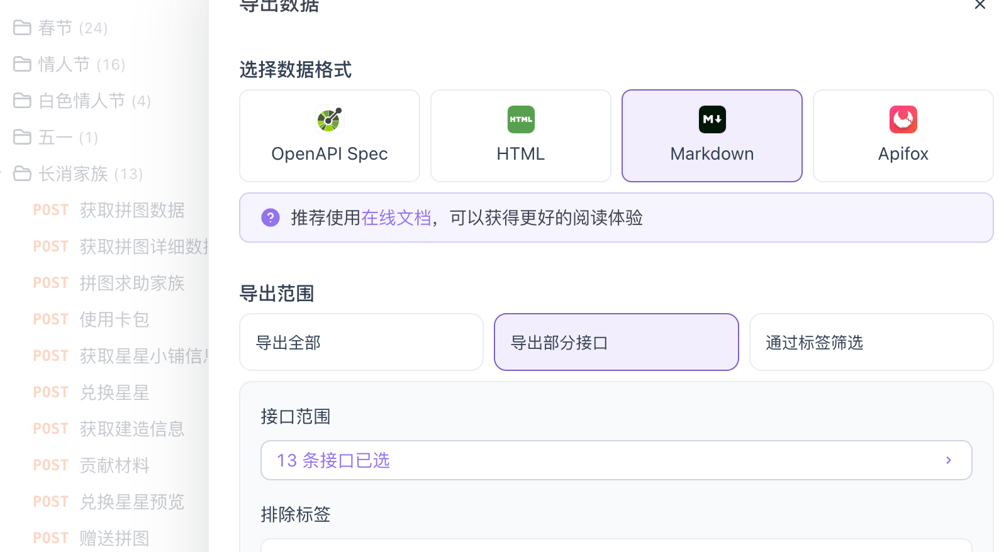 春节 (24)
情人节 (16)
白色情人节 (4)
五一 (1)
长消家族 (13)
POST 获取拼图数据
POST 获取拼图详细数
POST 拼图求助家族
POST 使用卡包
POST 获取星星小铺信
POST 兑换星星
POST 获取建造信息
POST 贡献材料
POST 兑换星星预览
POST 赠送拼图
导出数据
选择数据格式
OpenAPI Spec
HTML
HTML
M
Markdown
Apifox
推荐使用在线文档，可以获得更好的阅读体验
导出范围
导出全部
导出部分接口
通过标签筛选
接口范围
13 条接口已选
排除标签